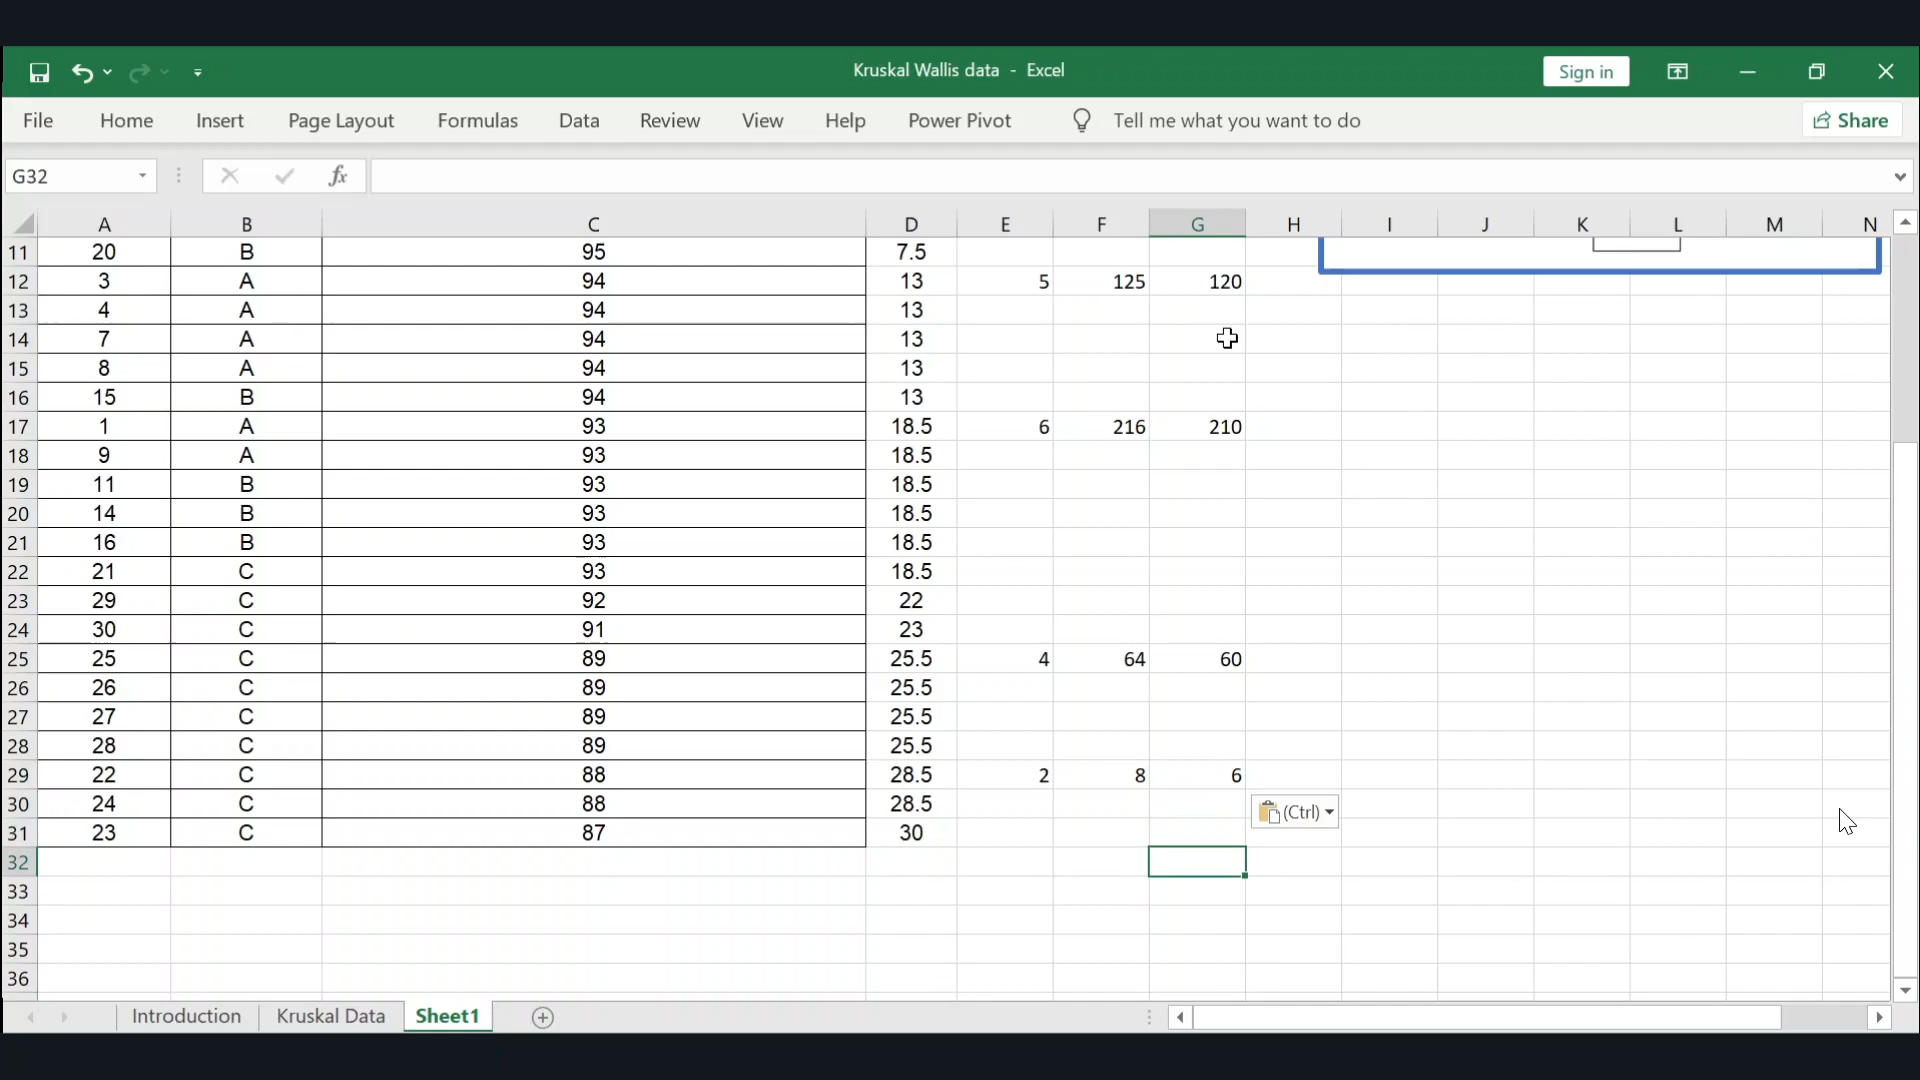 Kruskal Wallis data - Excel
Sign in
File Home Insert Page Layout Formulas Data Review View Help Power Pivot Tell me what you want to do Share
G32 fx
A B C D E F G H I J K L M N
11 20 B 95 7.5
12 3 A 94 13 5 125 120
13 4 A 94 13
14 7 A 94 13
15 8 A 94 13
16 15 B 94 13
17 1 A 93 18.5 6 216 210
18 9 A 93 18.5
19 11 B 93 18.5
20 14 B 93 18.5
21 16 B 93 18.5
22 21 C 93 18.5
23 29 C 92 22
24 30 C 91 23
25 25 C 89 25.5 4 64 60
26 26 C 89 25.5
27 27 C 89 25.5
28 28 C 89 25.5
29 22 C 88 28.5 2 8 6
30 24 C 88 28.5 (Ctrl)
31 23 C 87 30
32
33
34
35
36
Introduction Kruskal Data Sheet1